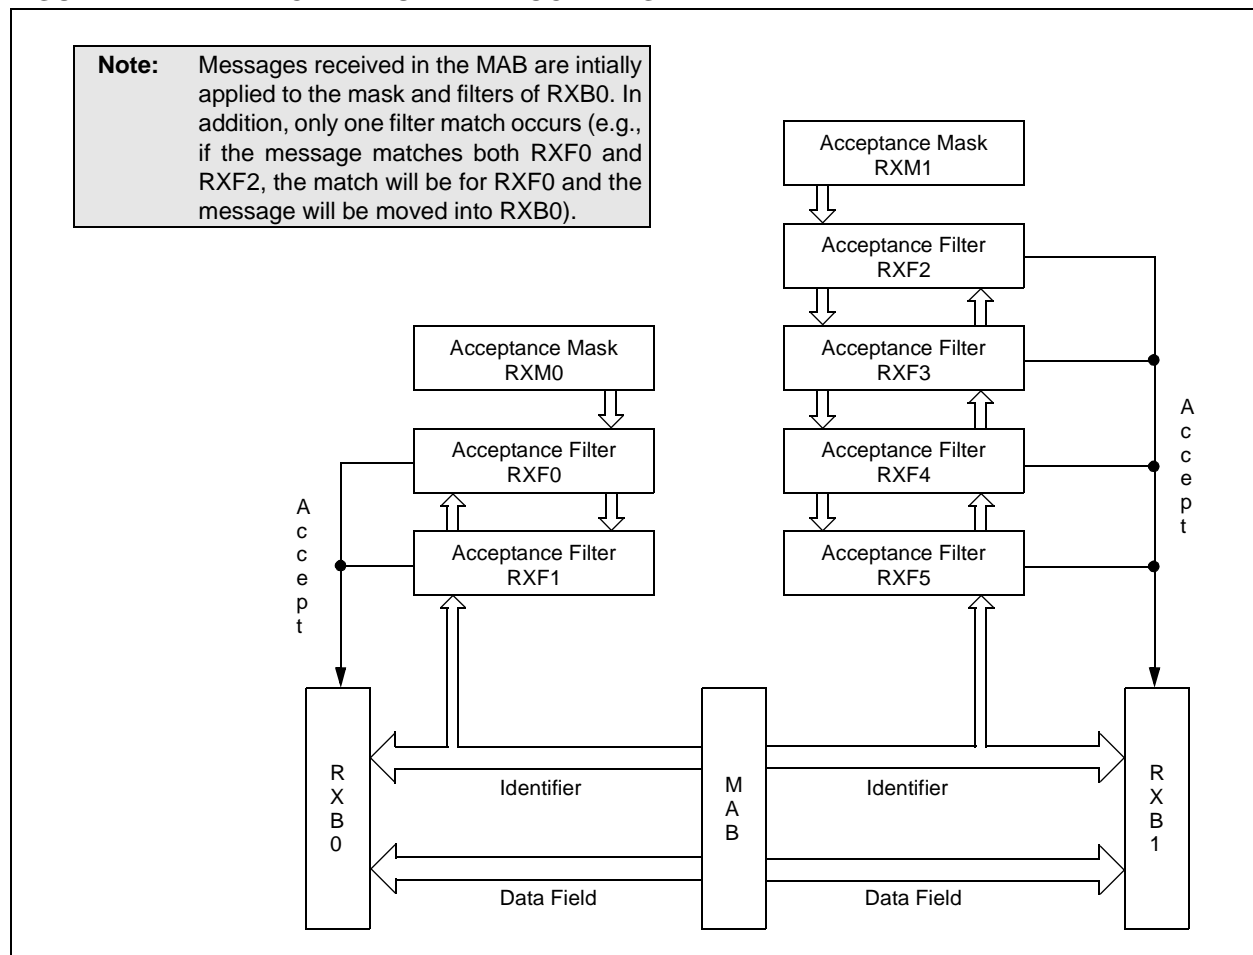 Note: Messages received in the MAB are intially
applied to the mask and filters of RXB0. In
addition, only one filter match occurs (e.g.,
if the message matches both RXF0 and
RXF2, the match will be for RXF0 and the
message will be moved into RXB0).
Acceptance Mask
RXM1
Acceptance Filter
RXF2
Acceptance Mask
RXM0
Acceptance Filter
RXF3
Acceptance Filter
RXF0
Acceptance Filter
RXF4
Acceptance Filter
RXF1
Acceptance Filter
RXF5
Accept
Accept
RXB0
Identifier
MAB
Identifier
RXB1
Data Field
Data Field